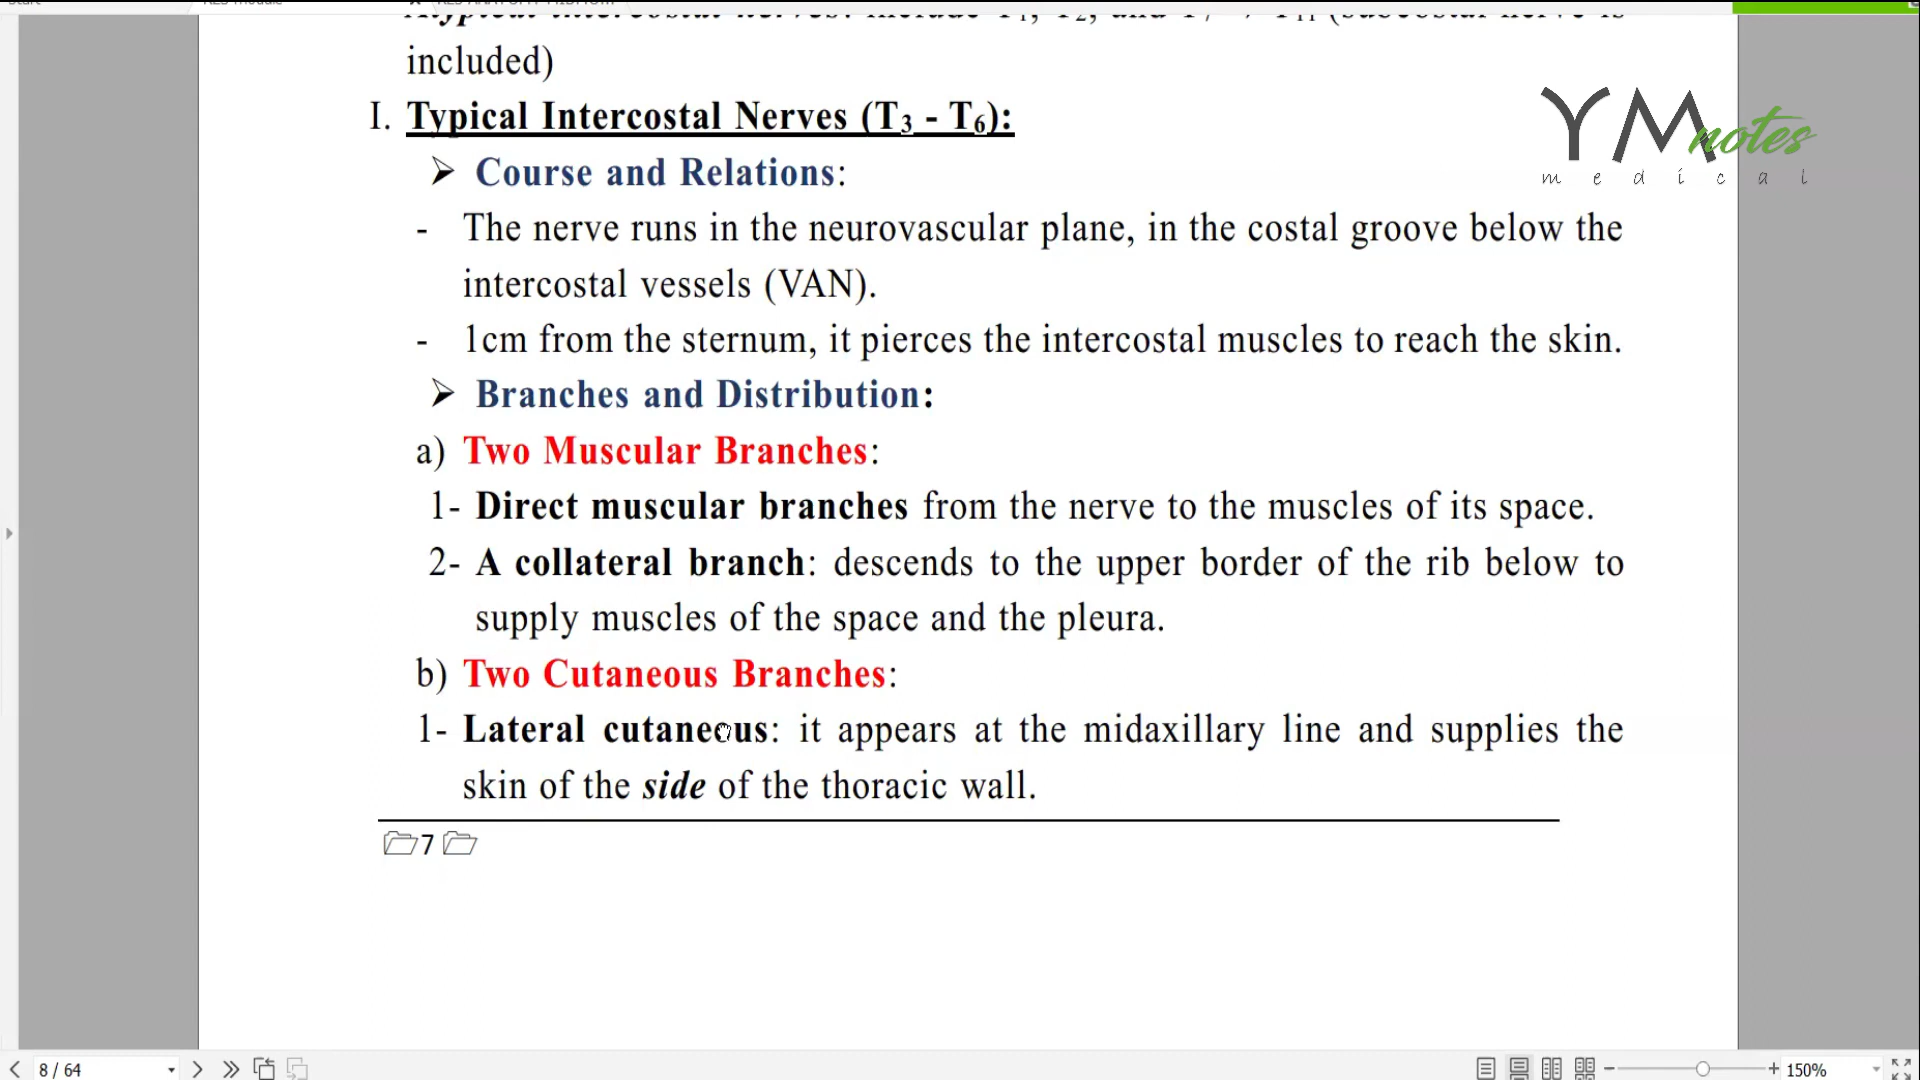 included)
I. Typical Intercostal Nerves (T3 - T6):
YM notes
medical
➢ Course and Relations:
- The nerve runs in the neurovascular plane, in the costal groove below the
intercostal vessels (VAN).
- 1cm from the sternum, it pierces the intercostal muscles to reach the skin.
➢ Branches and Distribution:
a) Two Muscular Branches:
1- Direct muscular branches from the nerve to the muscles of its space.
2- A collateral branch: descends to the upper border of the rib below to
supply muscles of the space and the pleura.
b) Two Cutaneous Branches:
1- Lateral cutaneous: it appears at the midaxillary line and supplies the
skin of the side of the thoracic wall.
7
8 / 64
150%